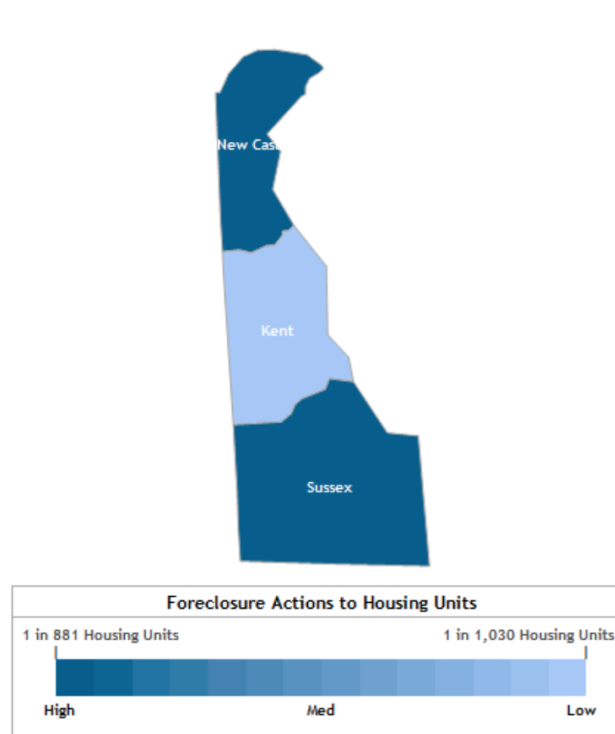 New Cas
Kent
Sussex
Foreclosure Actions to Housing Units
1 in 881 Housing Units 1 in 1,030 Housing Units
High Med Low